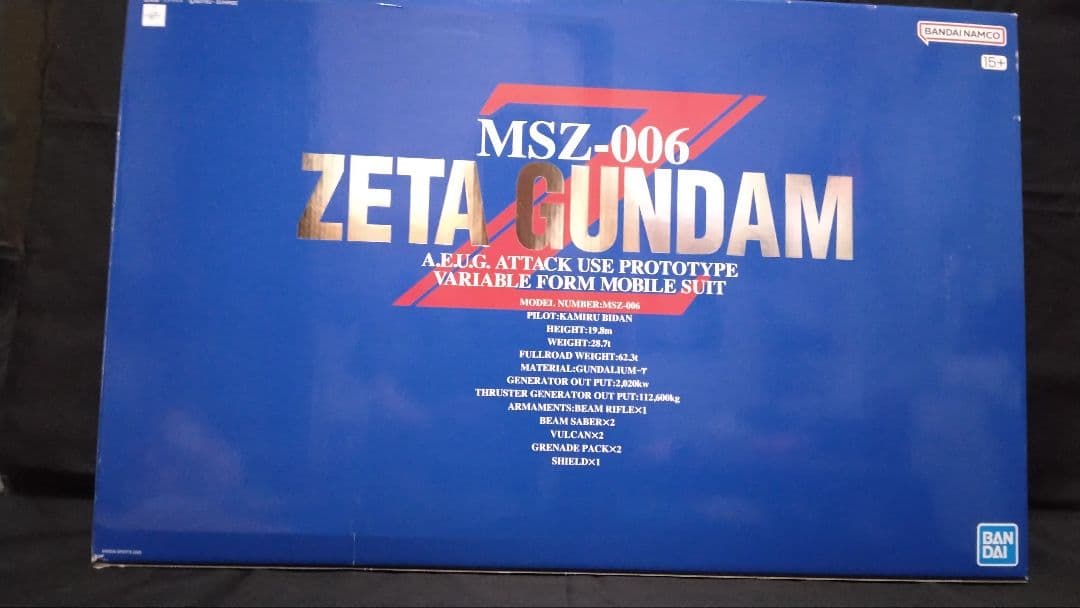 BANDAI NAMCO
15+
MSZ-006
ZETA GUNDAM
A.E.U.G. ATTACK USE PROTOTYPE
VARIABLE FORM MOBILE SUIT
MODEL NUMBER:MSZ-006
PILOT:KAMIRU BIDAN
HEIGHT:19.8m
WEIGHT:28.7t
FULLROAD WEIGHT:62.3t
MATERIAL:GUNDALIUM-γ
GENERATOR OUT PUT:2,020kw
THRUSTER GENERATOR OUT PUT:112,600kg
ARMAMENTS:BEAM RIFLE×1
BEAM SABER×2
VULCAN×2
GRENADE PACK×2
SHIELD×1
BAN
DAI